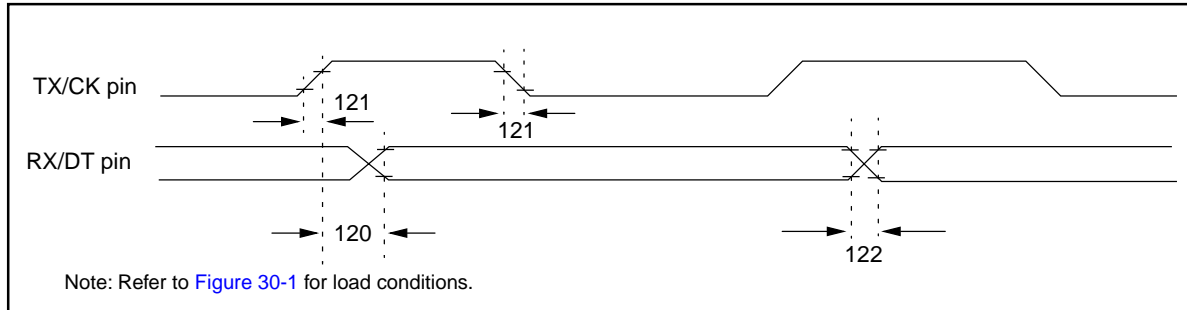 TX/CK pin
121
121
RX/DT pin
120
122
Note: Refer to Figure 30-1 for load conditions.